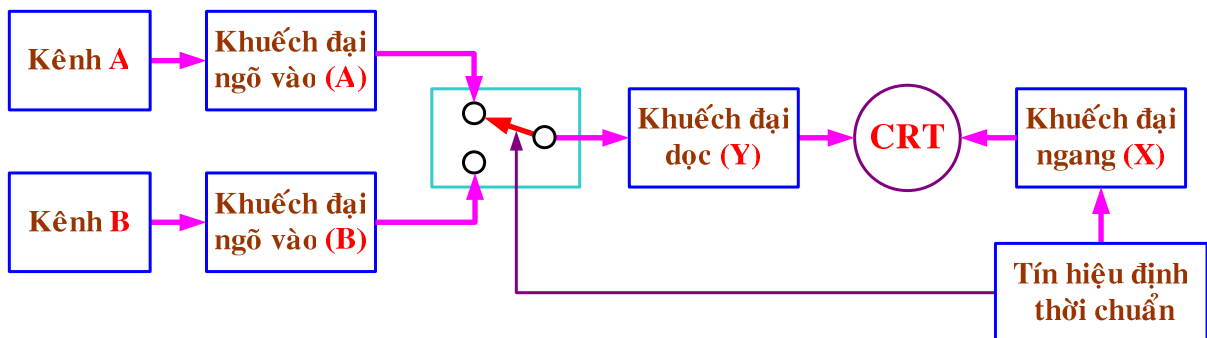 Kênh A
Khuếch đại
ngõ vào (A)
Khuếch đại
dọc (Y)
CRT
Khuếch đại
ngang (X)
Kênh B
Khuếch đại
ngõ vào (B)
Tín hiệu định
thời chuẩn